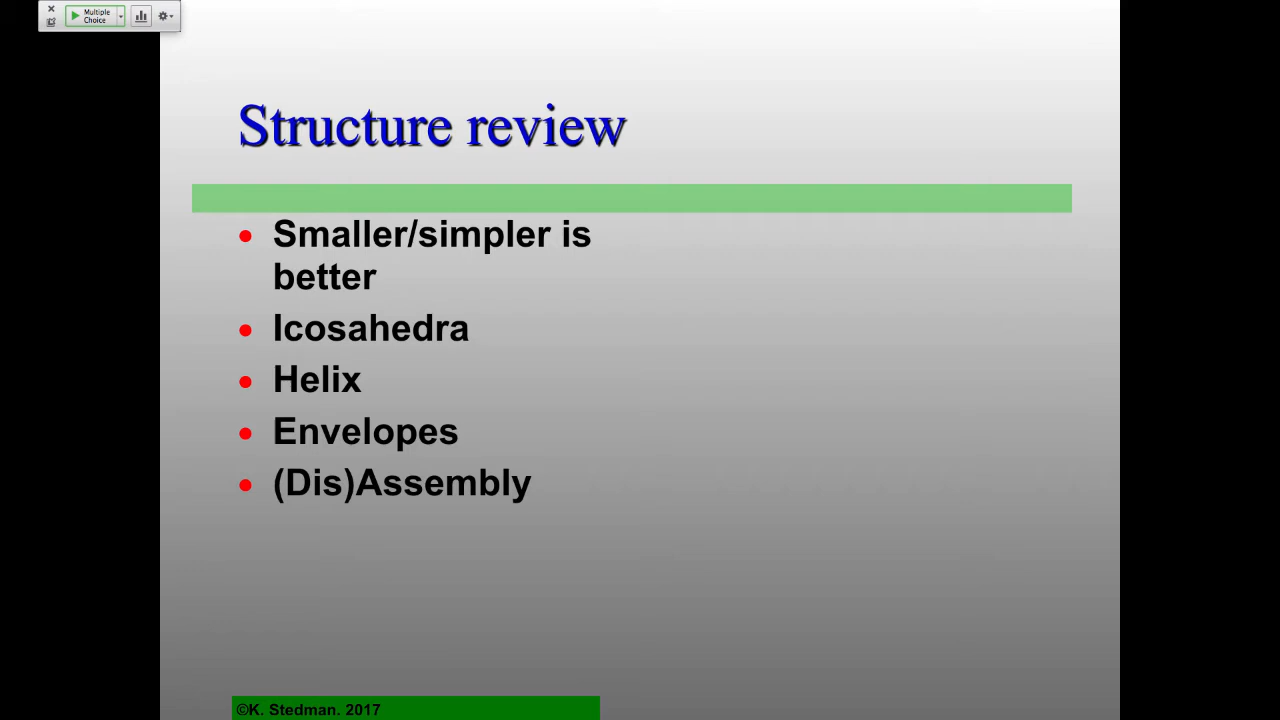 Multiple
Choice
Structure review
Smaller/simpler is
better
Icosahedra
Helix
Envelopes
(Dis)Assembly
©K. Stedman. 2017